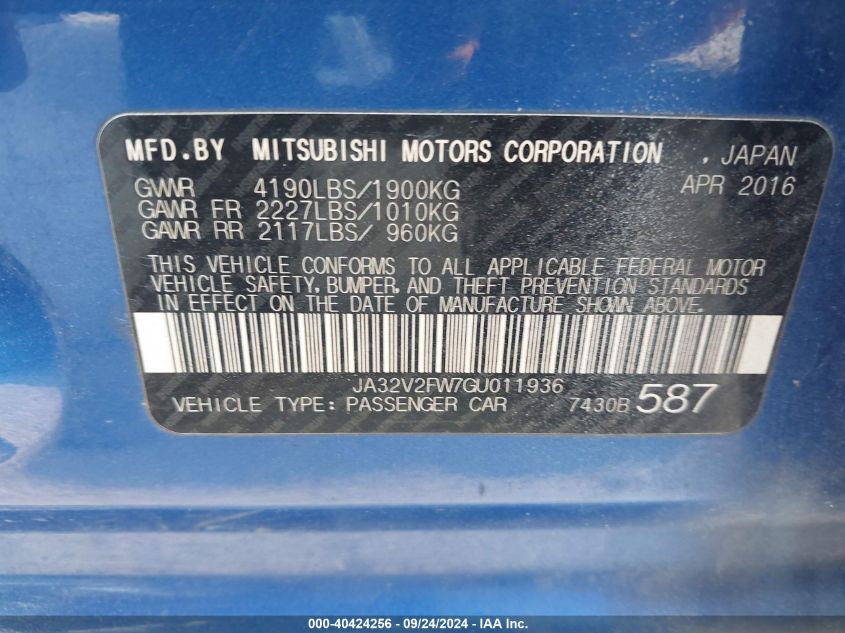 MFD.BY MITSUBISHI MOTORS CORPORATION , JAPAN
GVWR 4190LBS/1900KG APR 2016
GAWR FR 2227LBS/1010KG
GAWR RR 2117LBS/ 960KG
THIS VEHICLE CONFORMS TO ALL APPLICABLE FEDERAL MOTOR
VEHICLE SAFETY, BUMPER, AND THEFT PREVENTION STANDARDS
IN EFFECT ON THE DATE OF MANUFACTURE SHOWN ABOVE.
JA32V2FW7GU011936
VEHICLE TYPE: PASSENGER CAR 7430B 587
000-40424256 - 09/24/2024 - IAA Inc.